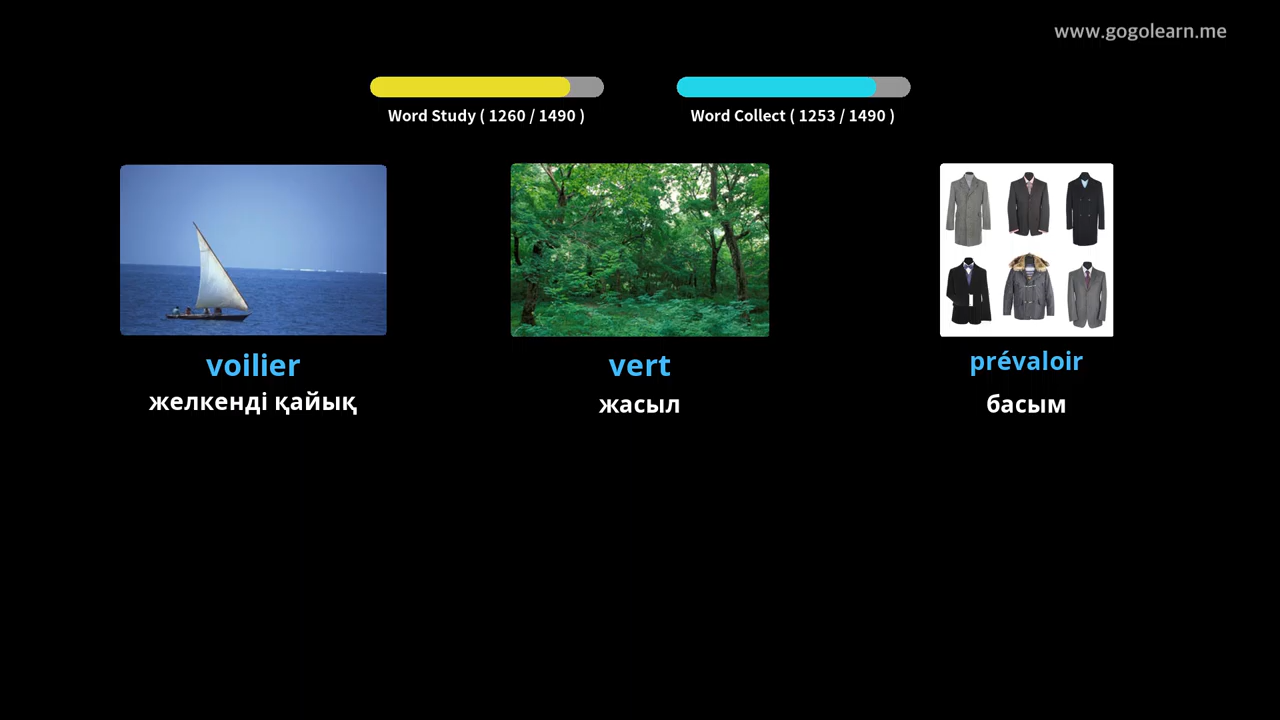 www.gogolearn.me
Word Study ( 1260 / 1490 )
Word Collect ( 1253 / 1490 )
voilier
vert
prévaloir
желкенді қайық
жасыл
басым